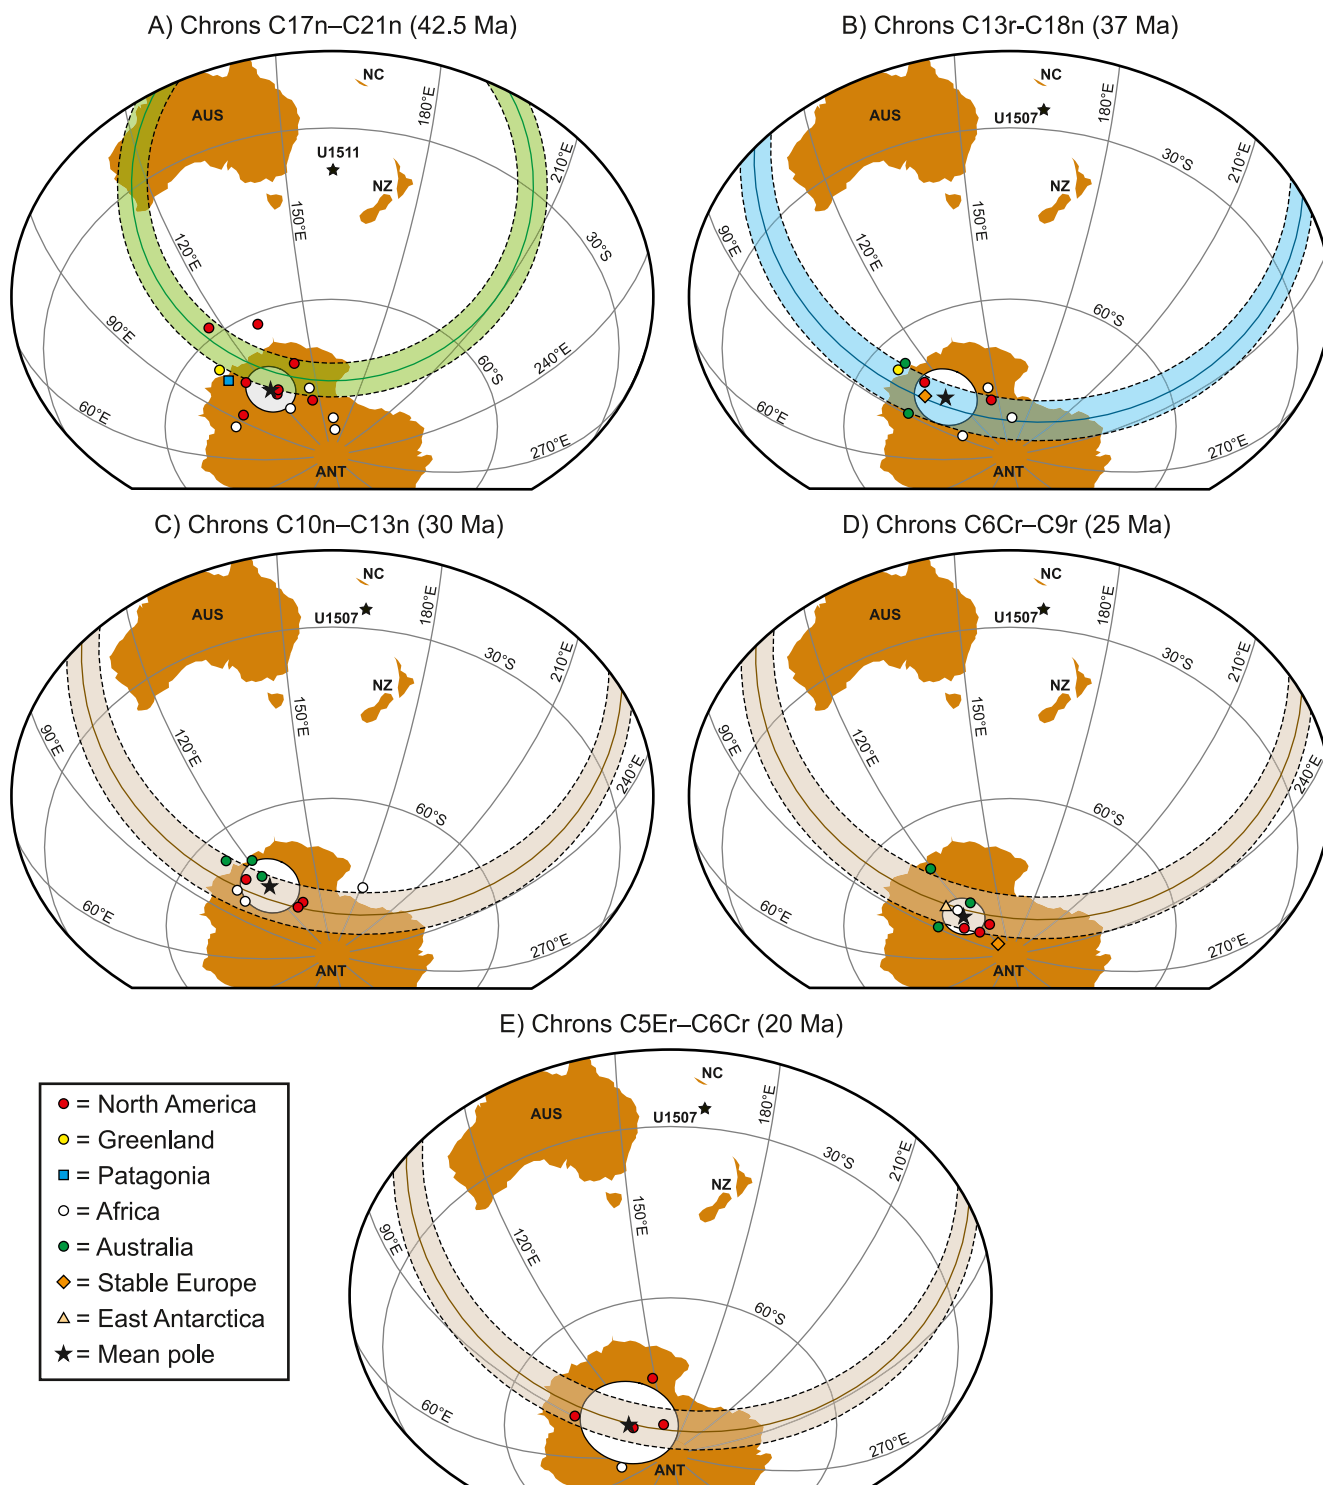 A) Chrons C17n–C21n (42.5 Ma)
NC
AUS
180°E
U1511
210°E
NZ
150°E
120°E
30°S
90°E
240°E
60°S
60°E
270°E
ANT
B) Chrons C13r-C18n (37 Ma)
NC
AUS
U1507
180°E
210°E
30°S
NZ
150°E
90°E
120°E
60°S
60°E
270°E
ANT
C) Chrons C10n–C13n (30 Ma)
NC
AUS
U1507
180°E
30°S
210°E
NZ
150°E
90°E
120°E
240°E
60°S
60°E
270°E
ANT
D) Chrons C6Cr–C9r (25 Ma)
NC
AUS
U1507
180°E
30°S
210°E
NZ
150°E
90°E
120°E
240°E
60°S
60°E
270°E
ANT
E) Chrons C5Er–C6Cr (20 Ma)
NC
AUS
U1507
180°E
30°S
210°E
NZ
150°E
90°E
120°E
60°S
60°E
270°E
ANT
= North America
= Greenland
= Patagonia
= Africa
= Australia
= Stable Europe
= East Antarctica
= Mean pole